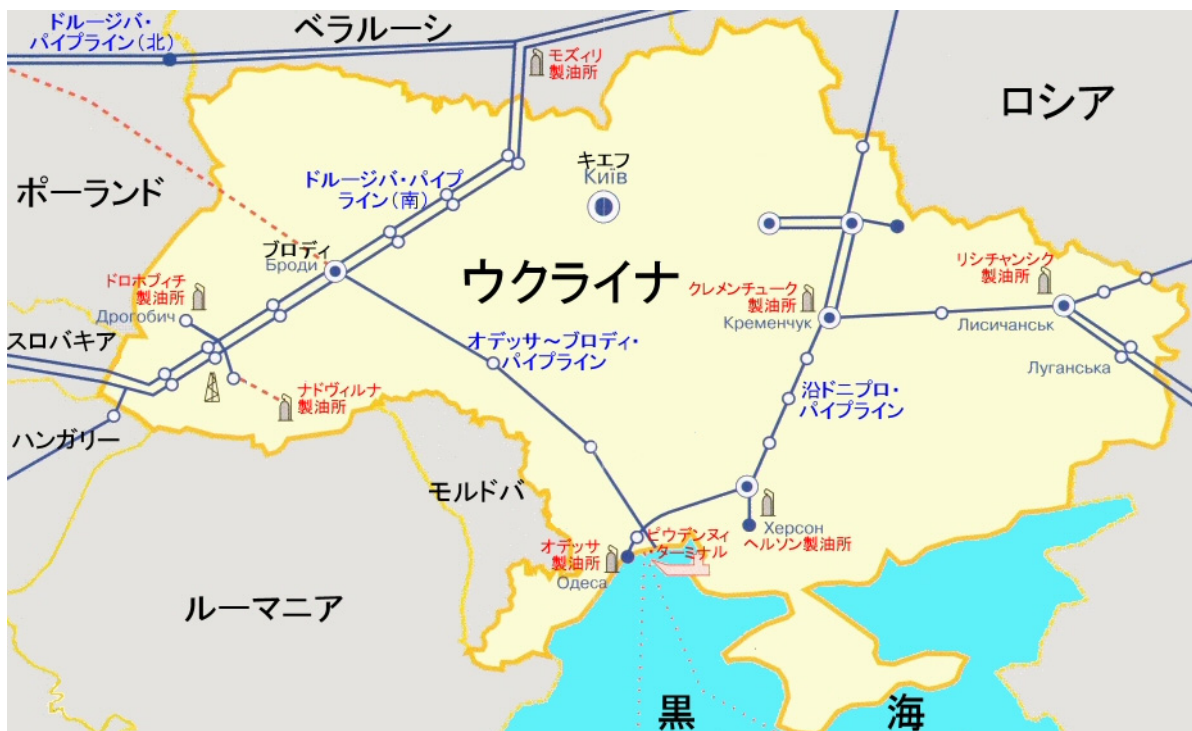 ドルージバ・
パイプライン（北）
ベラルーシ
モズィリ
製油所
ロシア
ポーランド
ドルージバ・パイプ
ライン（南）
キエフ
Київ
ブロディ
Броди
ウクライナ
リシチャンシク
製油所
ドロホブィチ
製油所
Дрогобич
クレメンチューク
製油所
Кременчук
Лисичанськ
スロバキア
オデッサ～ブロディ・
パイプライン
Луганська
ナドヴィルナ
製油所
沿ドニプロ・
パイプライン
ハンガリー
モルドバ
Херсон
ヘルソン製油所
ピウデンヌィ
・ターミナル
オデッサ
製油所
Одеса
ルーマニア
黒
海